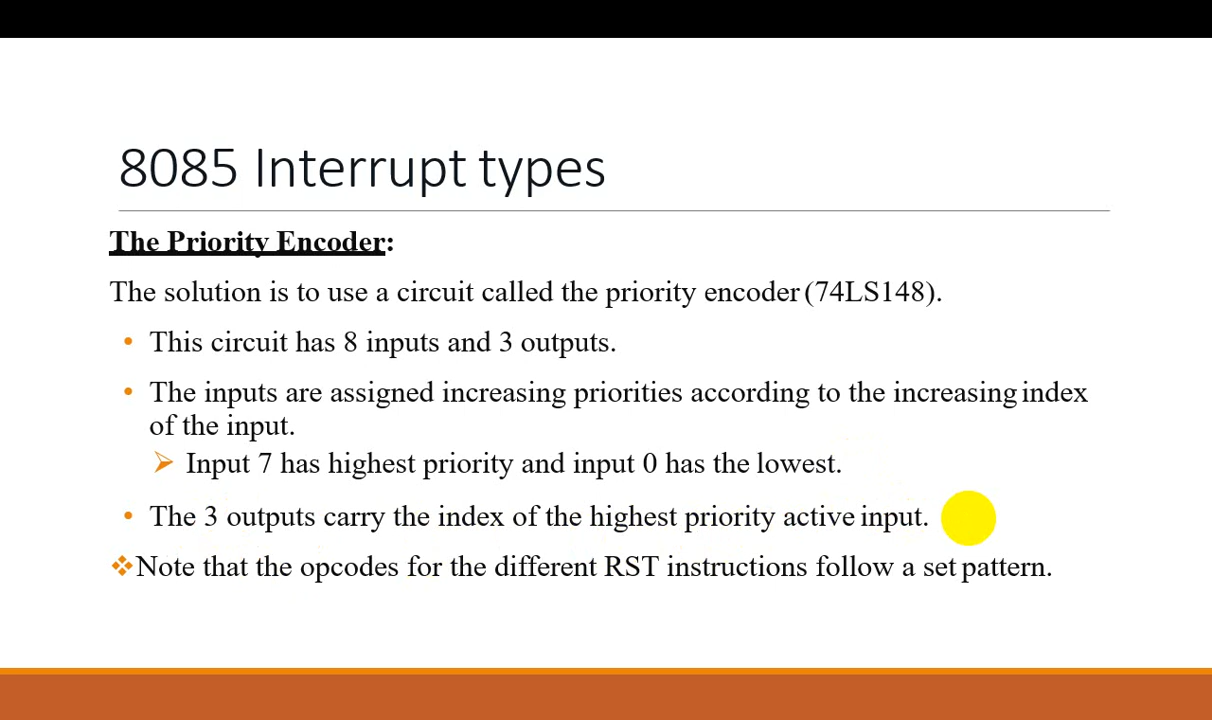 8085 Interrupt types
The Priority Encoder:
The solution is to use a circuit called the priority encoder (74LS148).
• This circuit has 8 inputs and 3 outputs.
• The inputs are assigned increasing priorities according to the increasing index
of the input.
➢ Input 7 has highest priority and input 0 has the lowest.
• The 3 outputs carry the index of the highest priority active input.
❖Note that the opcodes for the different RST instructions follow a set pattern.